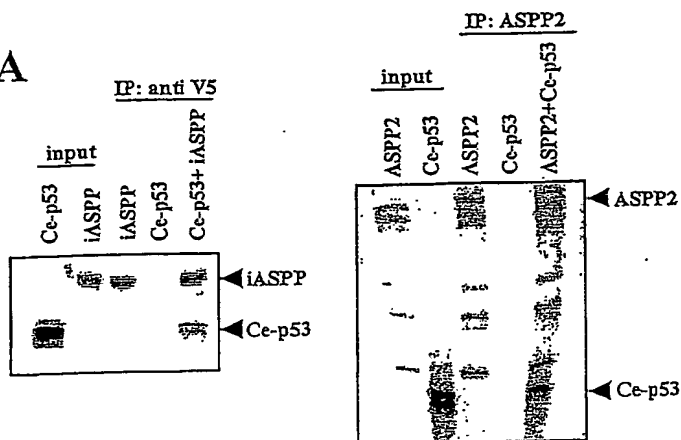 A
IP: anti V5
input
Ce-p53
iASPP
iASPP
Ce-p53
Ce-p53+ iASPP
iASPP
Ce-p53
IP: ASPP2
input
ASPP2
Ce-p53
ASPP2
Ce-p53
ASPP2+Ce-p53
ASPP2
Ce-p53